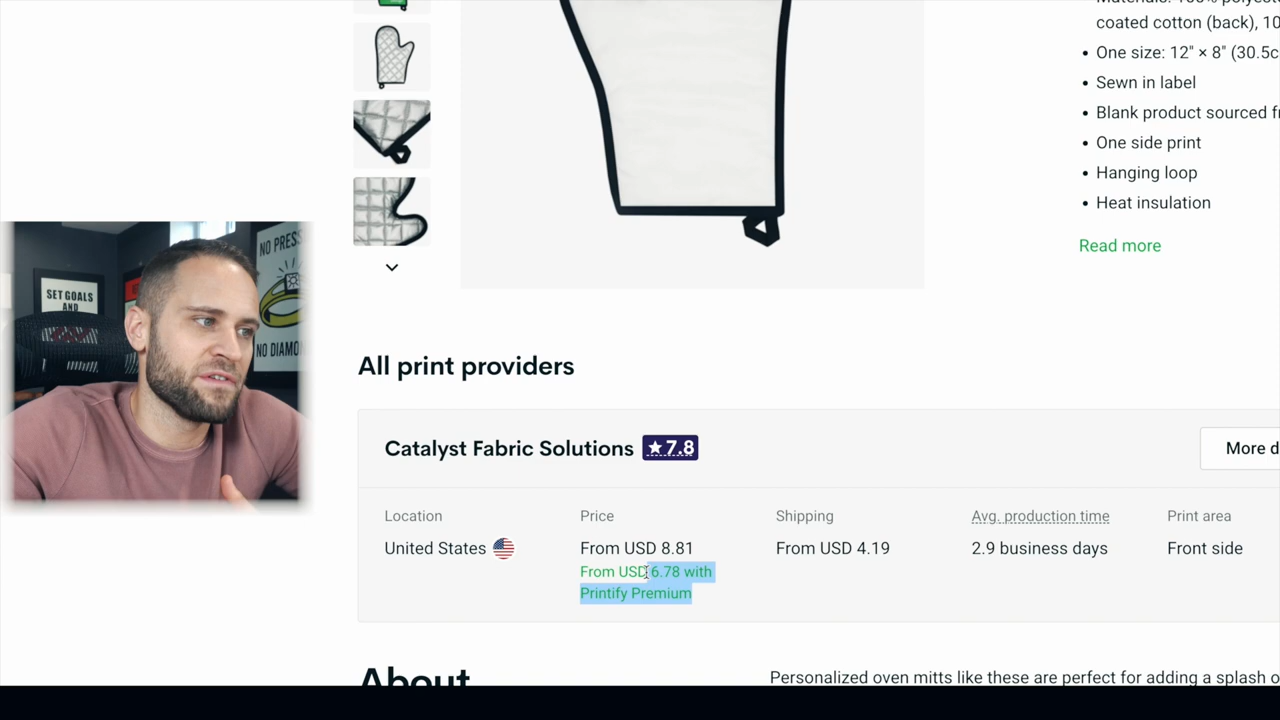 Materials: 100%
coated cotton (back), 10
One size: 12" × 8" (30.5c
Sewn in label
Blank product sourced f
One side print
Hanging loop
Heat insulation
Read more
NO PRESS
SET GOALS
AND
NO DIAMO
All print providers
Catalyst Fabric Solutions ★7.8
More d
Location
Price
Shipping
Avg. production time
Print area
United States
From USD 8.81
From USD 4.19
2.9 business days
Front side
From USD 6.78 with
Printify Premium
About
Personalized oven mitts like these are perfect for adding a splash o